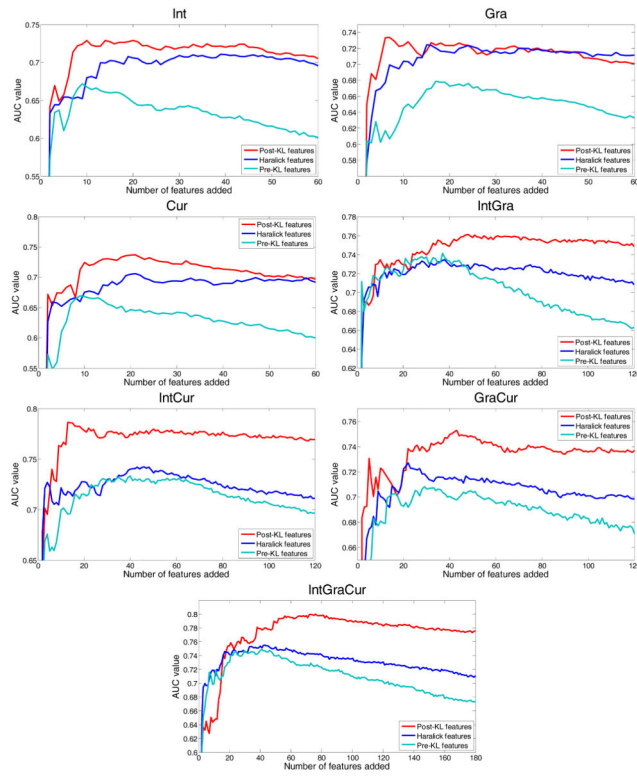 Int
AUC value
0.75
0.7
0.65
0.6
0.55
0 10 20 30 40 50 60
Number of features added
Post-KL features
Haralick features
Pre-KL features
Gra
AUC value
0.74
0.72
0.7
0.68
0.66
0.64
0.62
0.6
0.58
0 10 20 30 40 50 60
Number of features added
Post-KL features
Haralick features
Pre-KL features
Cur
AUC value
0.8
0.75
0.7
0.65
0.6
0.55
0 10 20 30 40 50 60
Number of features added
Post-KL features
Haralick features
Pre-KL features
IntGra
AUC value
0.78
0.76
0.74
0.72
0.7
0.68
0.66
0.64
0.62
0 20 40 60 80 100 120
Number of features added
Post-KL features
Haralick features
Pre-KL features
IntCur
AUC value
0.8
0.75
0.7
0.65
0 20 40 60 80 100 120
Number of features added
Post-KL features
Haralick features
Pre-KL features
GraCur
AUC value
0.76
0.74
0.72
0.7
0.68
0.66
0 20 40 60 80 100 120
Number of features added
Post-KL features
Haralick features
Pre-KL features
IntGraCur
AUC value
0.8
0.78
0.76
0.74
0.72
0.7
0.68
0.66
0.64
0.62
0.6
0 20 40 60 80 100 120 140 160 180
Number of features added
Post-KL features
Haralick features
Pre-KL features